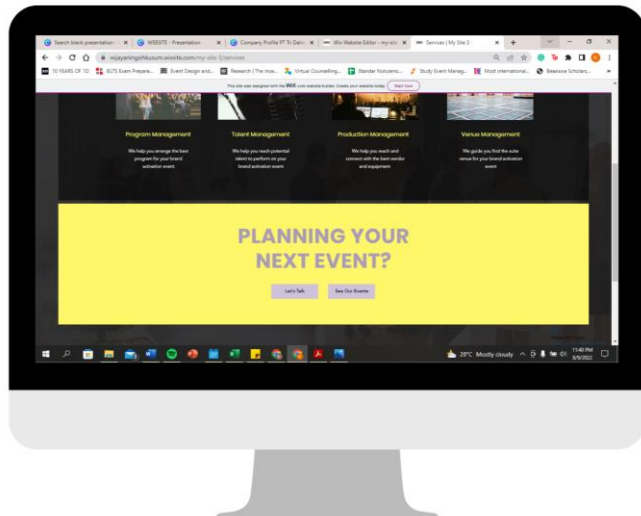 Search blank presentation
WEBSITE - Presentation
Company Profile PT Tri Datu
Wix Website Editor - my-site
Services | My Site 3
vijayaningshkusum.wixsite.com/my-site-3/services
10 YEARS OF 1D
IELTS Exam Prepara...
Event Design and...
Research | The Inse...
Virtual Counselling...
Standar Notulens...
Study Event Manag...
Most international...
Beasiswa Scholars...
This site was designed with the WiX.com website builder. Create your website today.
Start Now
Program Management
We help you arrange the best
program for your brand
activation event.
Talent Management
We help you reach potential
talent to perform on your
brand activation event
Production Management
We help you reach and
connect with the best vendor
and equipment
Venue Management
We guide you find the suite
venue for your brand activation
event
PLANNING YOUR
NEXT EVENT?
Let's Talk
See Our Events
28°C Mostly cloudy
11:40 PM
8/9/2022